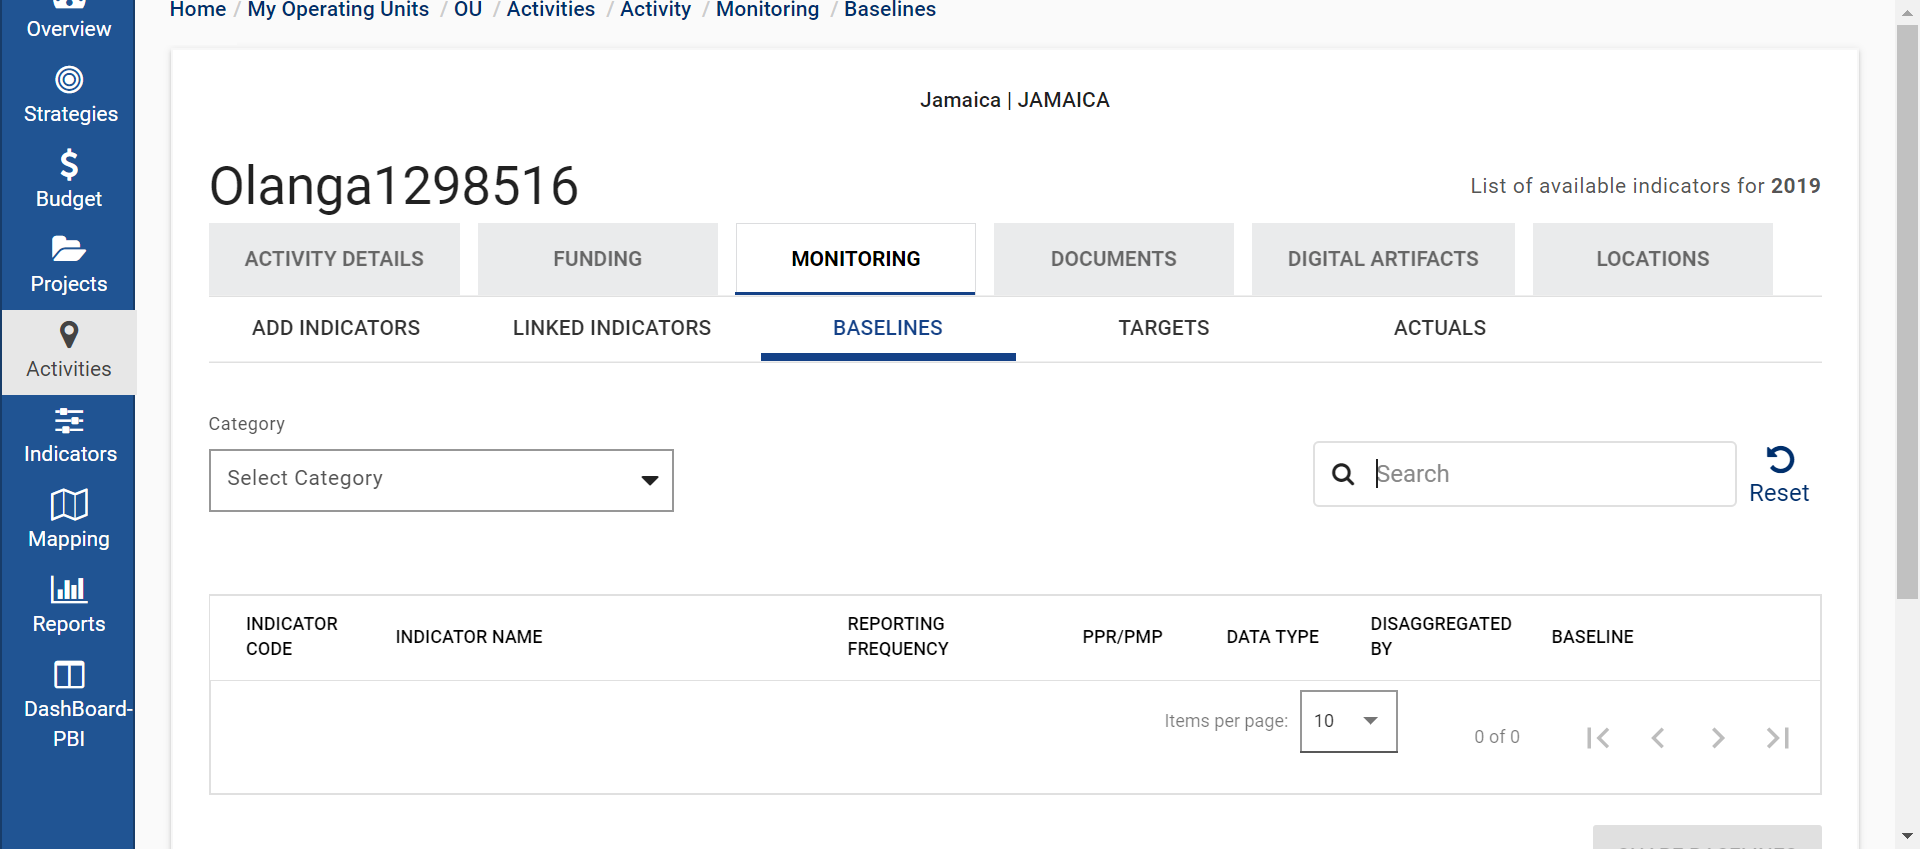 Home / My Operating Units / OU / Activities / Activity / Monitoring / Baselines
Overview
Strategies
Budget
Projects
Activities
Indicators
Mapping
Reports
DashBoard-
PBI
Jamaica | JAMAICA
Olanga1298516
List of available indicators for 2019
ACTIVITY DETAILS
FUNDING
MONITORING
DOCUMENTS
DIGITAL ARTIFACTS
LOCATIONS
ADD INDICATORS
LINKED INDICATORS
BASELINES
TARGETS
ACTUALS
Category
Select Category
Search
Reset
INDICATOR
CODE
INDICATOR NAME
REPORTING
FREQUENCY
PPR/PMP
DATA TYPE
DISAGGREGATED
BY
BASELINE
Items per page:
10
0 of 0